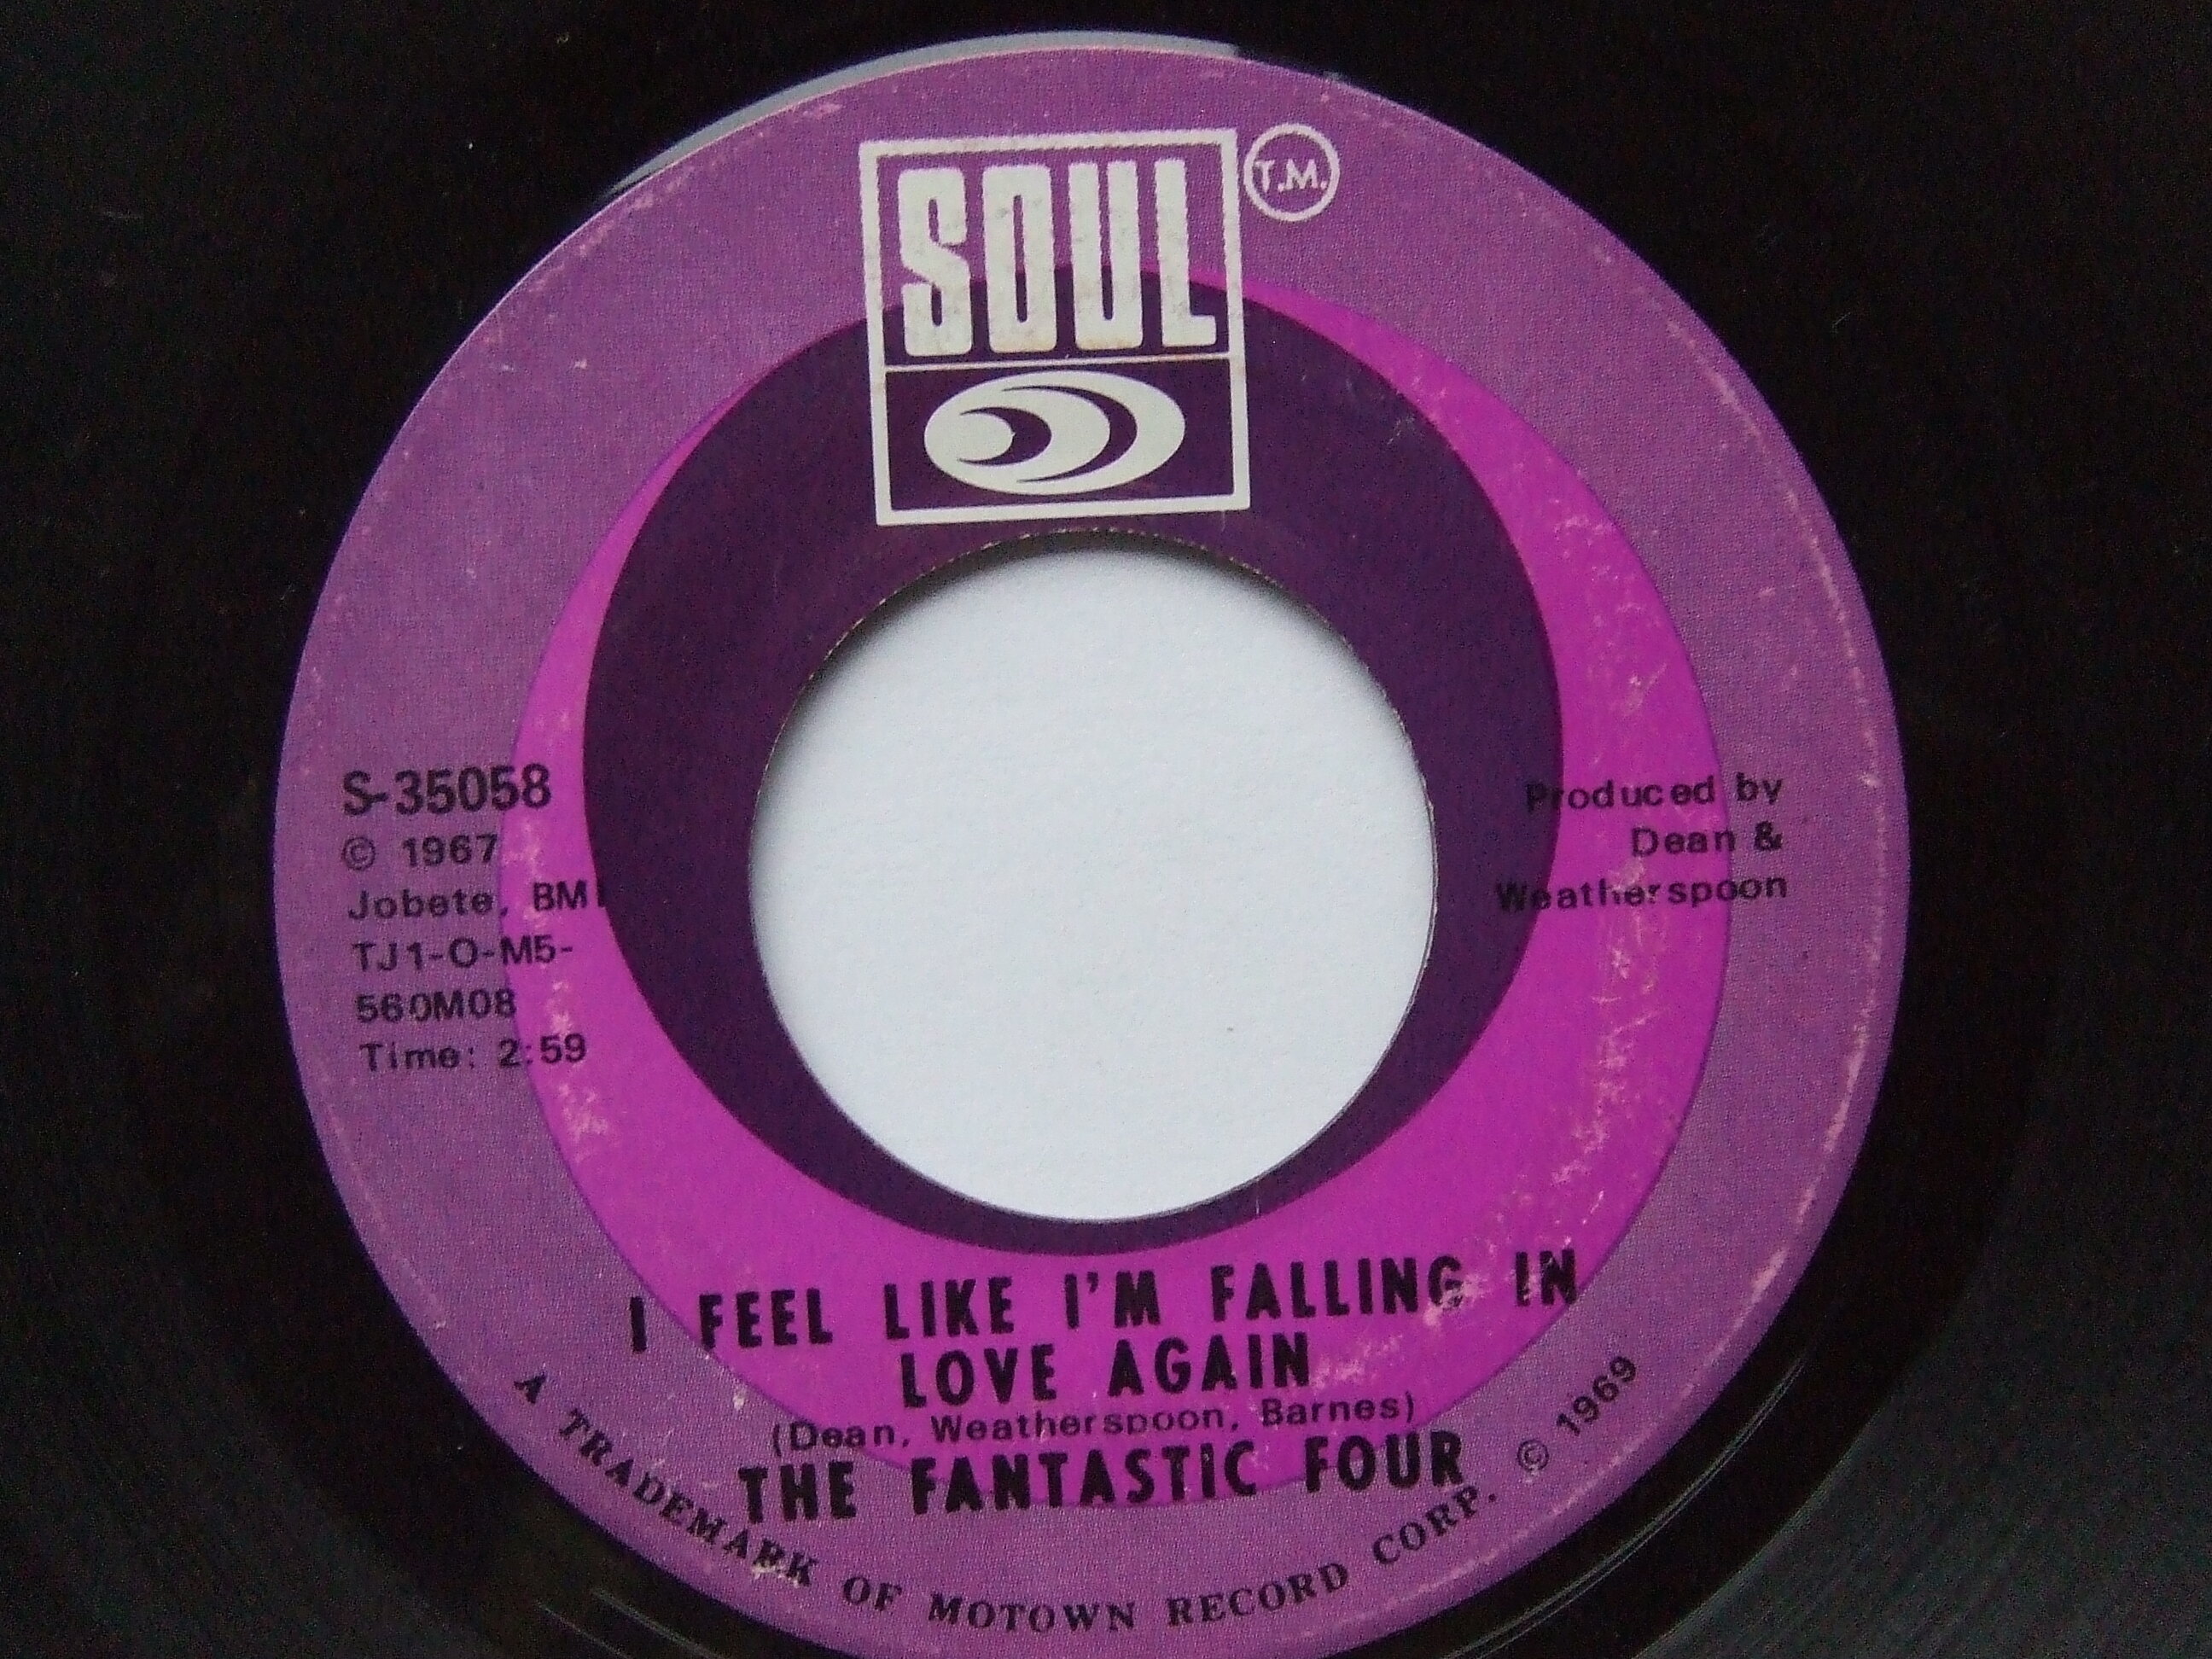 SOUL
T.M.
S-35058
© 1967
Jobete, BMI
TJ1-O-M5-
560M08
Time: 2:59
Produced by
Dean &
Weatherspoon
I FEEL LIKE I'M FALLING IN
LOVE AGAIN
(Dean, Weatherspoon, Barnes)
THE FANTASTIC FOUR
A TRADEMARK OF MOTOWN RECORD CORP. © 1969